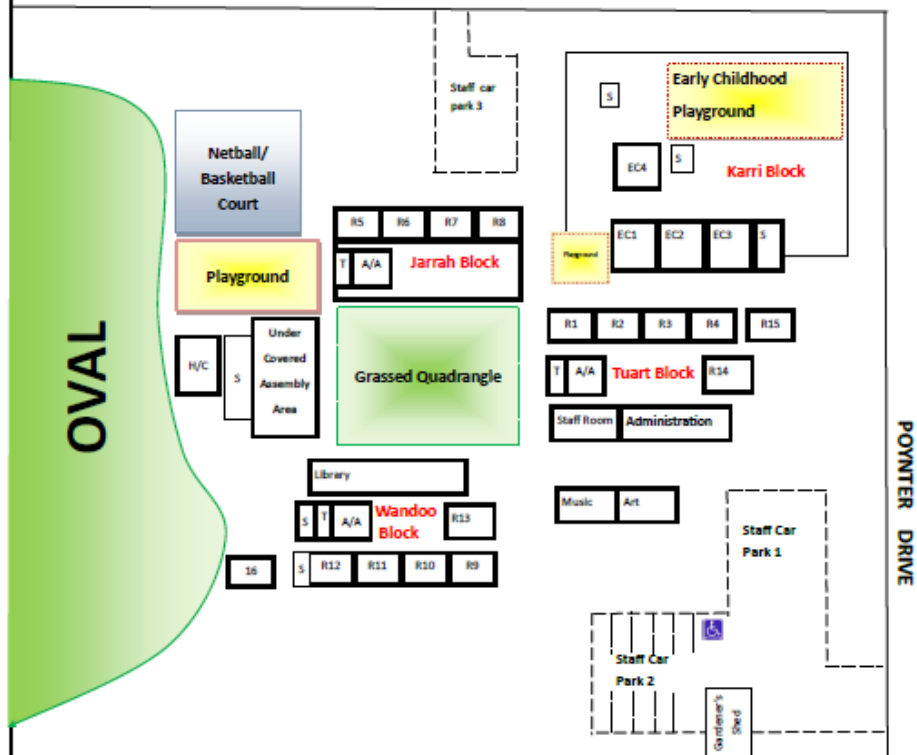 Early Childhood
Playground
Staff car
park 3
S
Netball/
Basketball
Court
EC4
S
Karri Block
R5
R6
R7
R8
EC1
EC2
EC3
S
Playground
T
A/A
Jarrah Block
Playground
OVAL
H/C
S
Under
Covered
Assembly
Area
Grassed Quadrangle
R1
R2
R3
R4
R15
T
A/A
Tuart Block
R14
Staff Room
Administration
POYNTER DRIVE
Library
S
T
A/A
Wandoo
Block
R13
Music
Art
Staff Car
Park 1
16
S
R12
R11
R10
R9
Staff Car
Park 2
Gardener's
Shed